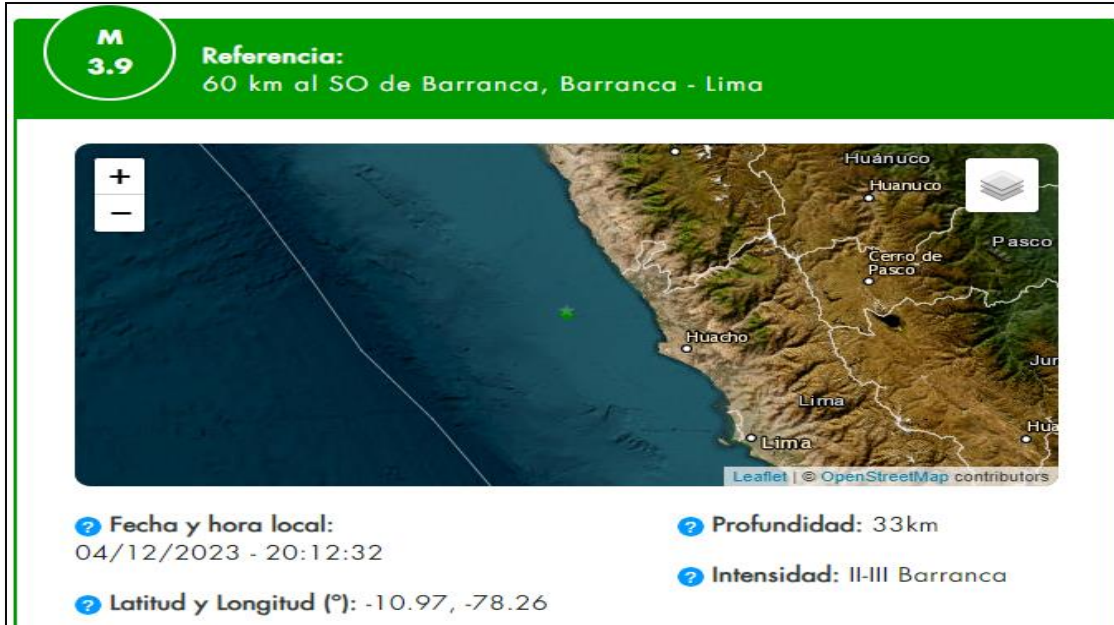 M
3.9
Referencia:
60 km al SO de Barranca, Barranca - Lima
+
−
Huánuco
Huanuco
Pasco
Cerro de
Pasco
Huacho
Jun
Lima
Hua
Lima
Leaflet | © OpenStreetMap contributors
Fecha y hora local:
04/12/2023 - 20:12:32
Profundidad: 33km
Intensidad: II-III Barranca
Latitud y Longitud (º): -10.97, -78.26